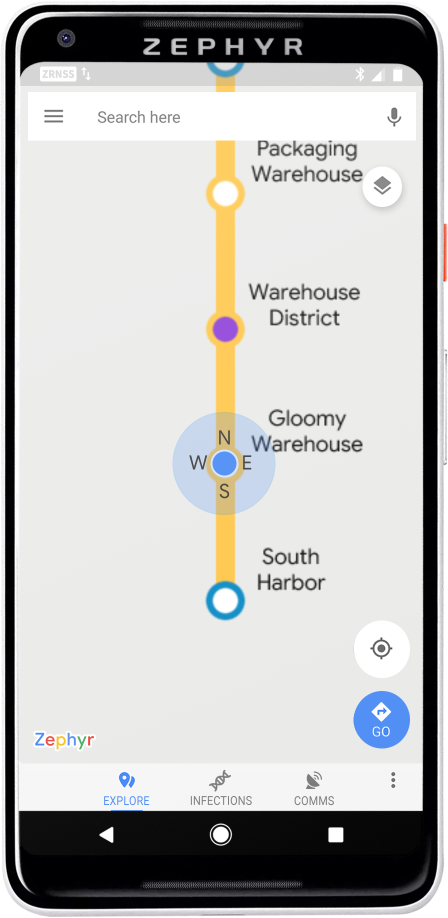 ZEPHYR
ZRNSS
Search here
Packaging
Warehouse
Warehouse
District
Gloomy
Warehouse
N
W E
S
South
Harbor
GO
Zephyr
EXPLORE INFECTIONS COMMS